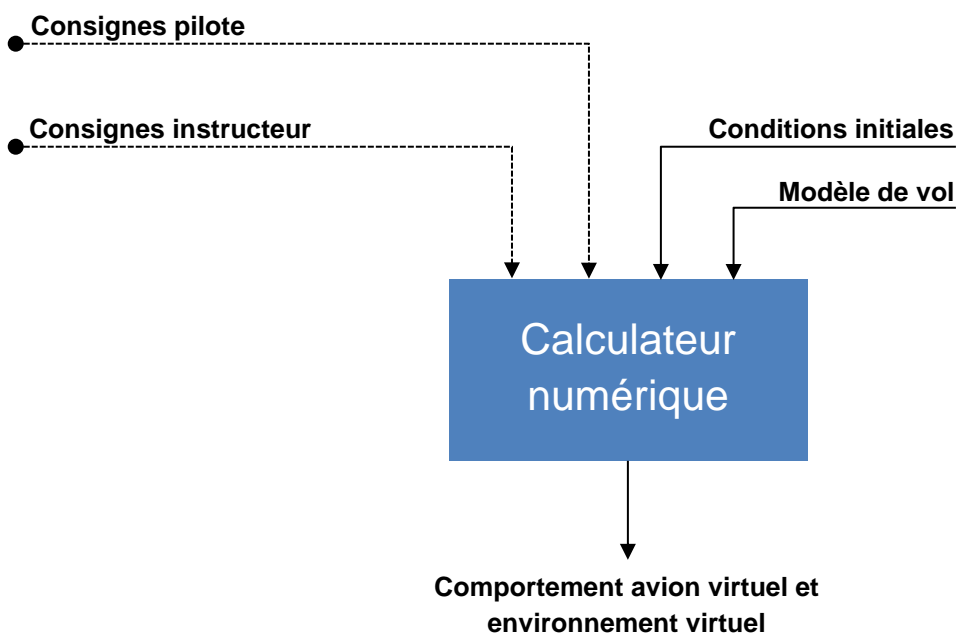 Consignes pilote
Consignes instructeur
Conditions initiales
Modèle de vol
Calculateur
numérique
Comportement avion virtuel et
environnement virtuel